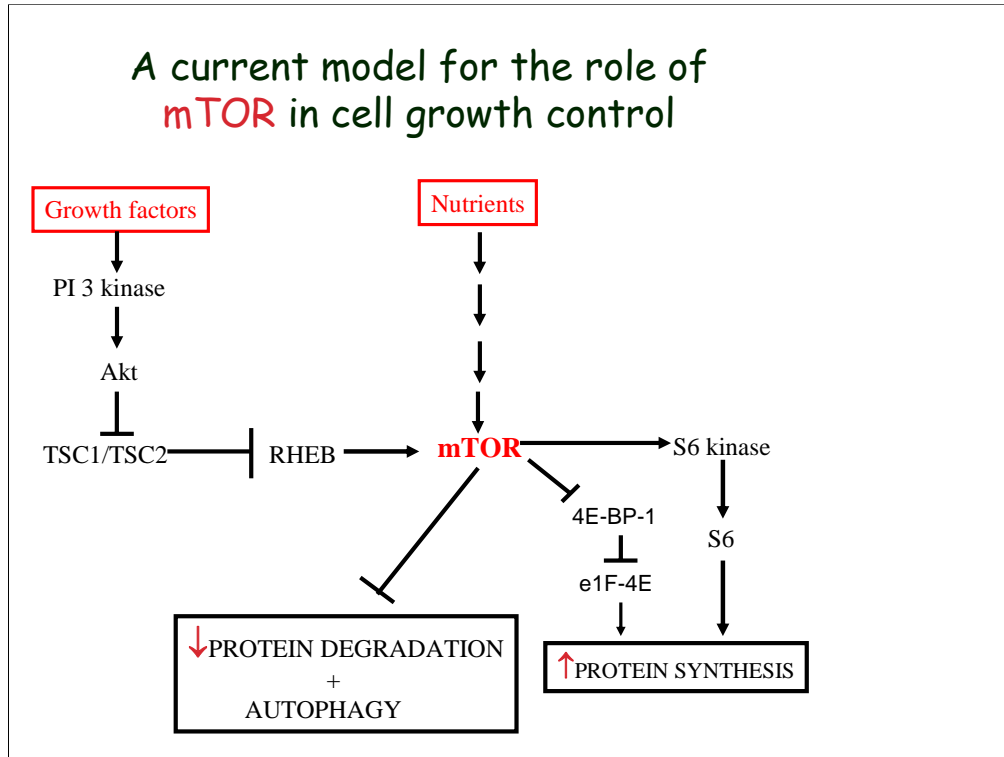 A current model for the role of
mTOR in cell growth control
Growth factors
Nutrients
PI 3 kinase
Akt
TSC1/TSC2
RHEB
mTOR
S6 kinase
4E-BP-1
S6
e1F-4E
↓PROTEIN DEGRADATION
+
AUTOPHAGY
↑PROTEIN SYNTHESIS